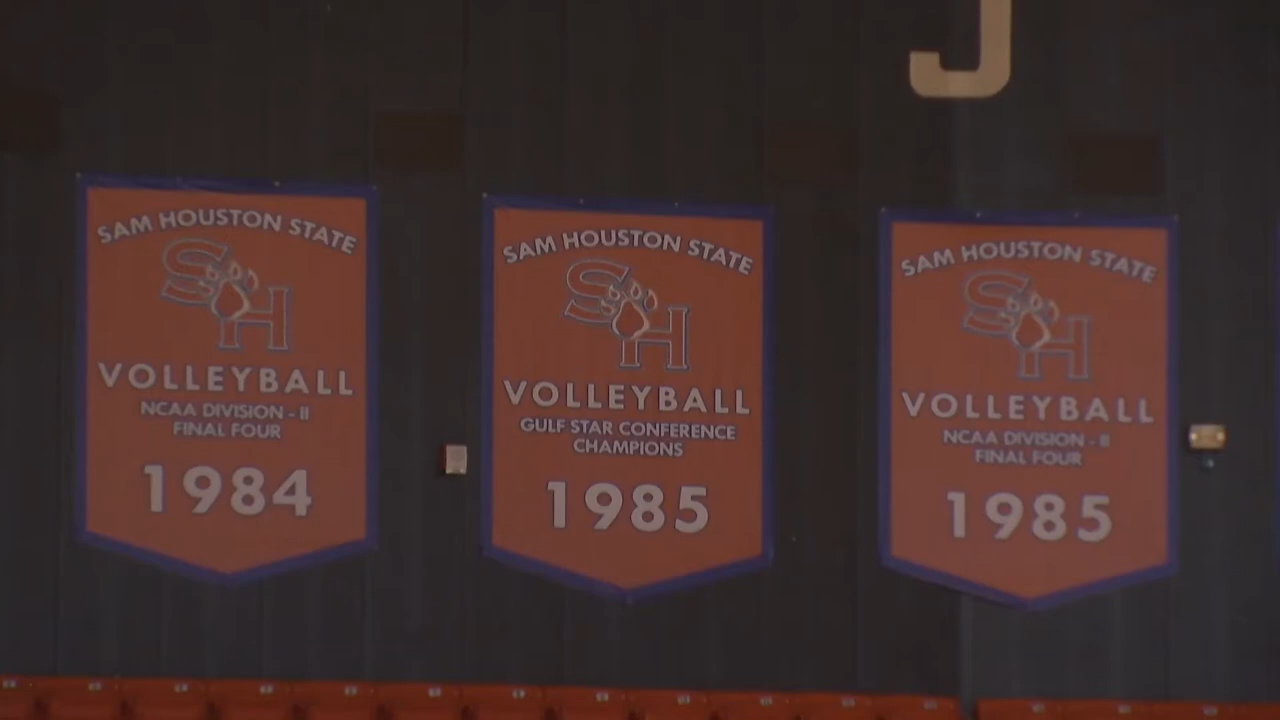 J
SAM HOUSTON STATE
SH
VOLLEYBALL
NCAA DIVISION - II
FINAL FOUR
1984
SAM HOUSTON STATE
SH
VOLLEYBALL
GULF STAR CONFERENCE
CHAMPIONS
1985
SAM HOUSTON STATE
SH
VOLLEYBALL
NCAA DIVISION - II
FINAL FOUR
1985